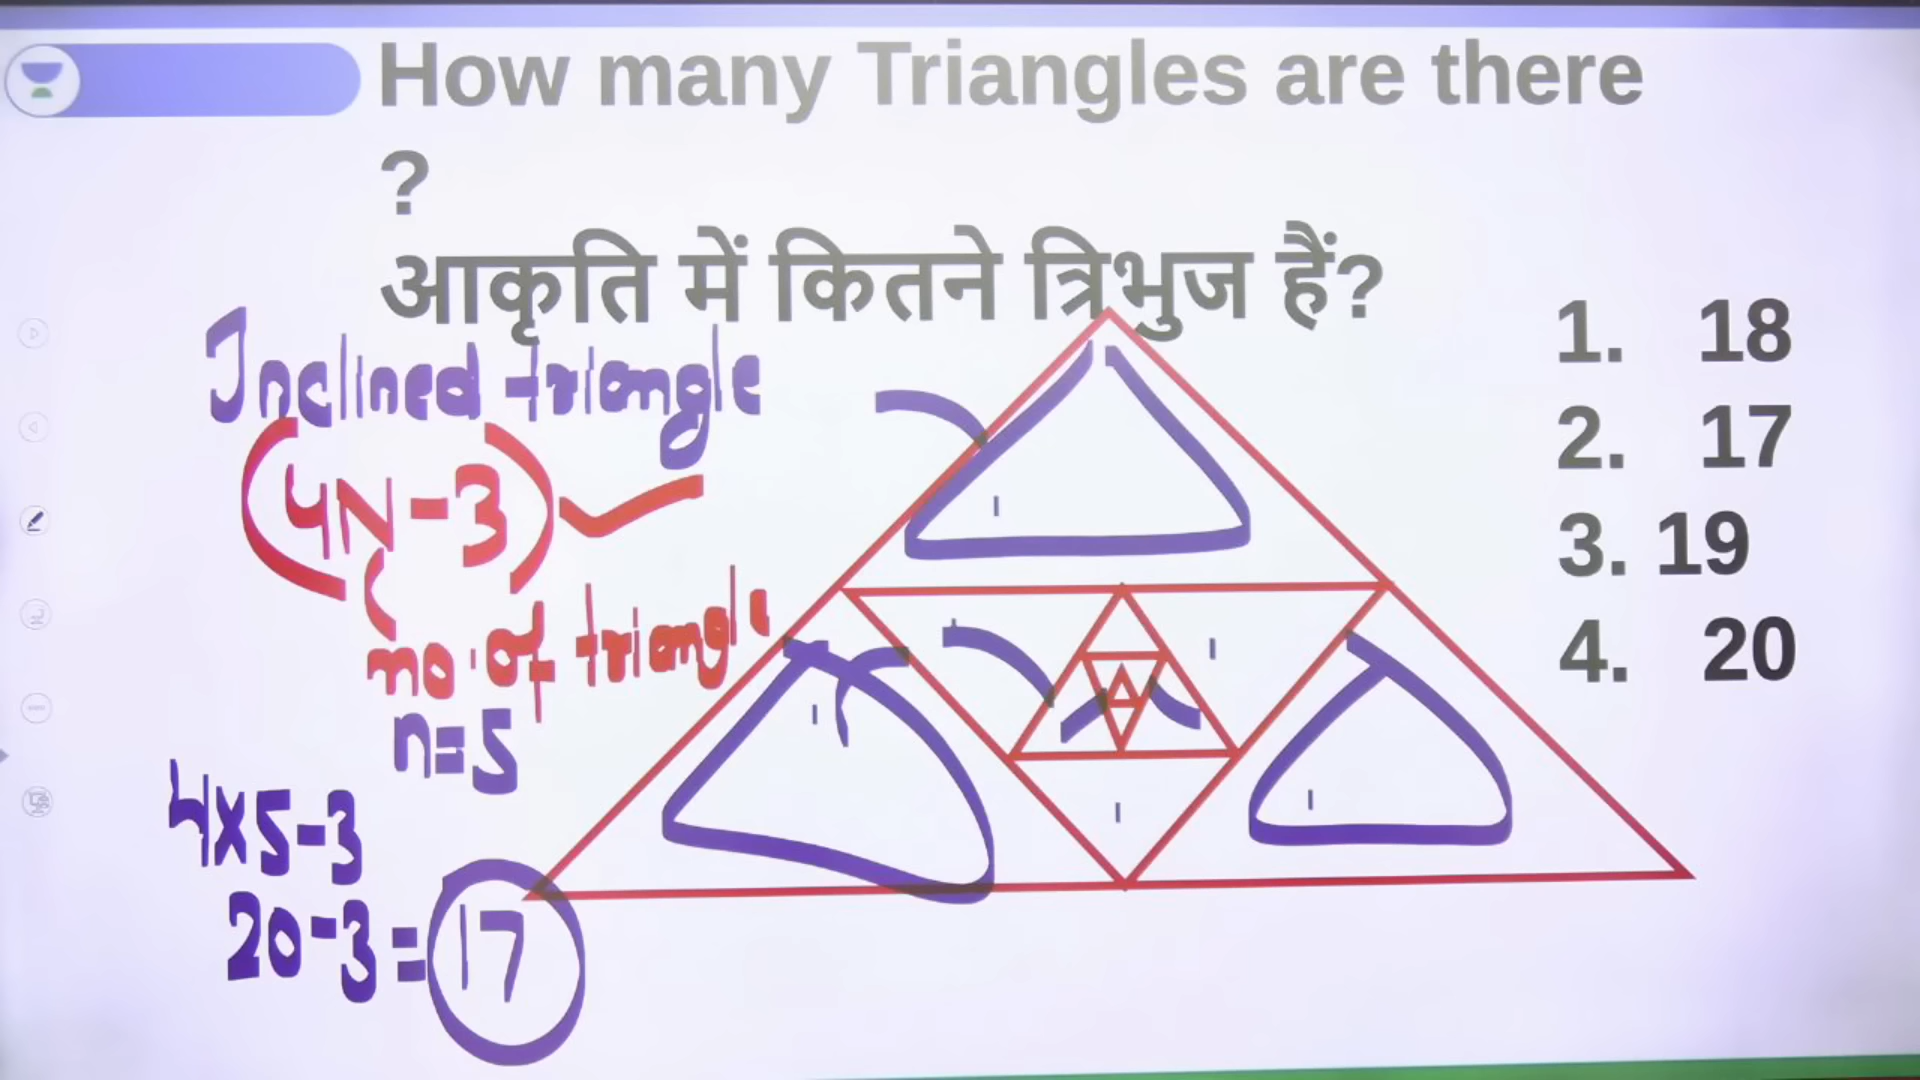 How many Triangles are there
?
आकृति में कितने त्रिभुज हैं?
Inclined triangle
(4N-3)
no. of triangle
n=5
4x5-3
20-3=17
1. 18
2. 17
3. 19
4. 20